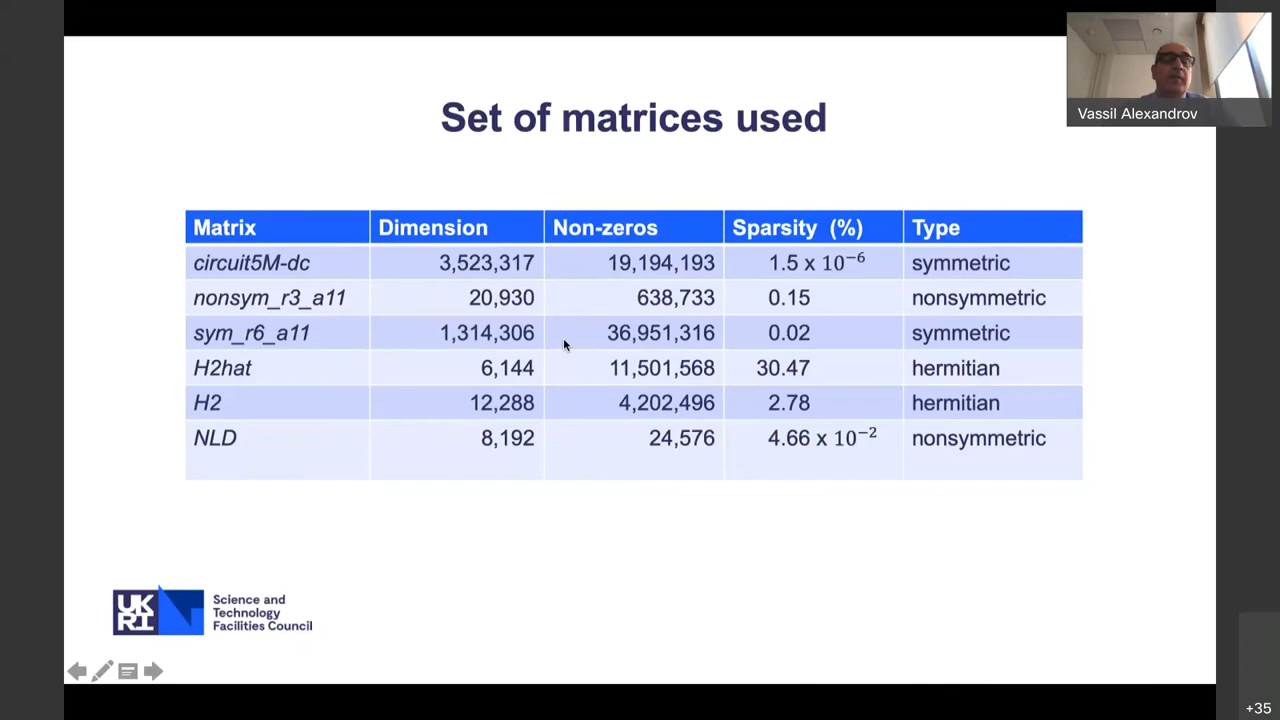 Set of matrices used
Vassil Alexandrov
Matrix Dimension Non-zeros Sparsity (%) Type
circuit5M-dc 3,523,317 19,194,193 1.5 x 10⁻⁶ symmetric
nonsym_r3_a11 20,930 638,733 0.15 nonsymmetric
sym_r6_a11 1,314,306 36,951,316 0.02 symmetric
H2hat 6,144 11,501,568 30.47 hermitian
H2 12,288 4,202,496 2.78 hermitian
NLD 8,192 24,576 4.66 x 10⁻² nonsymmetric
UK
RI
Science and
Technology
Facilities Council
+35